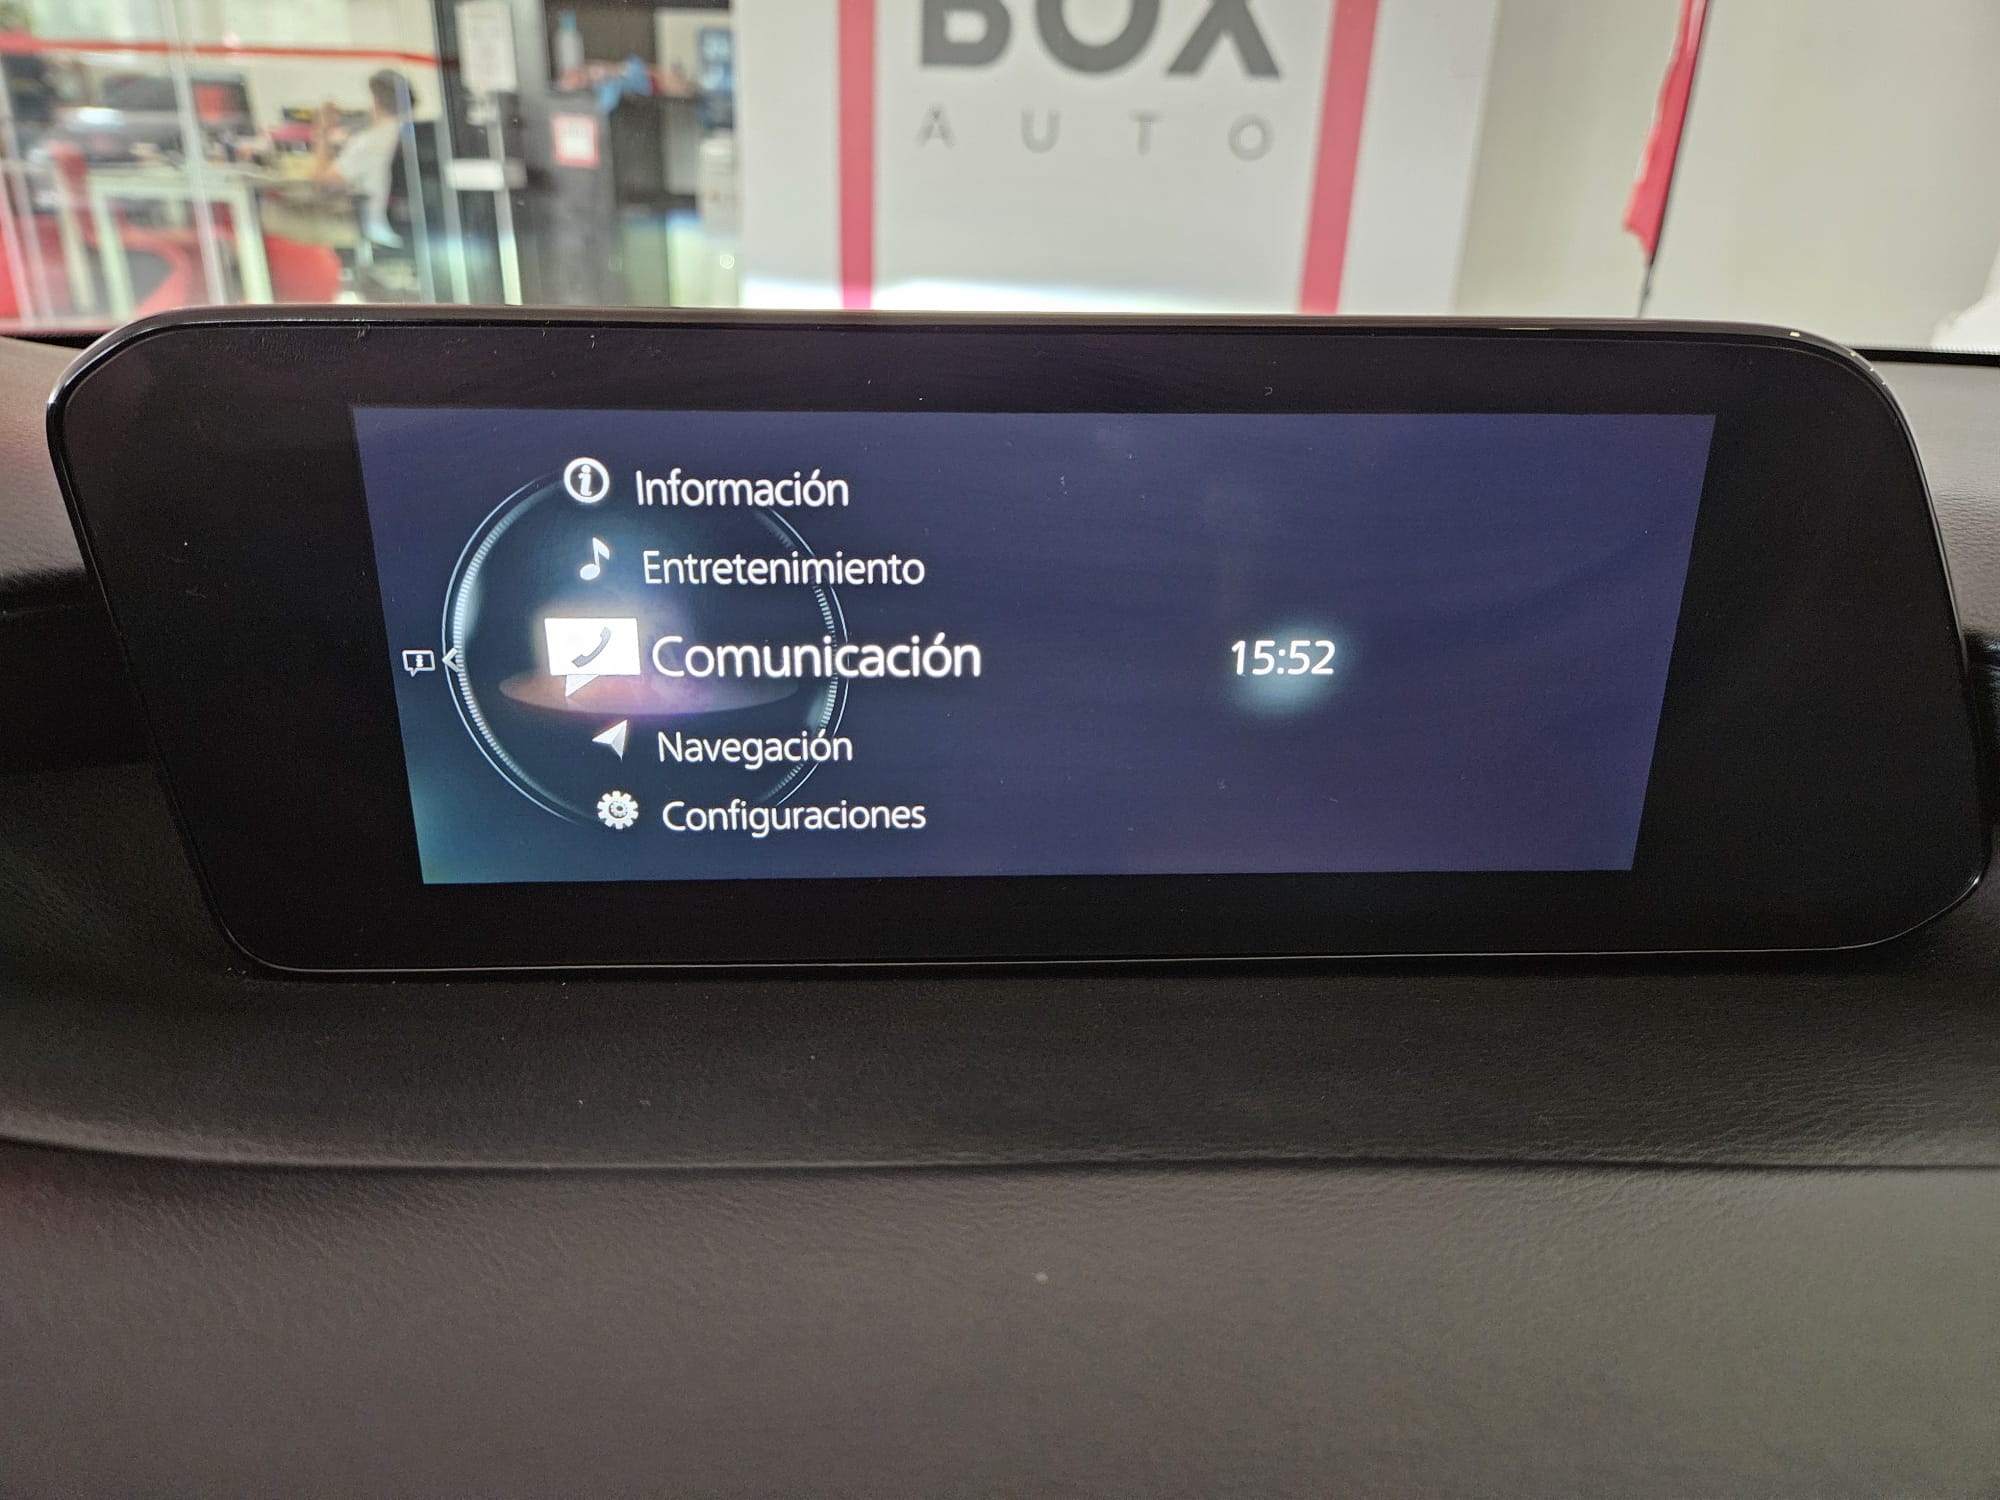 BOX
AUTO
Información
Entretenimiento
Comunicación
15:52
Navegación
Configuraciones